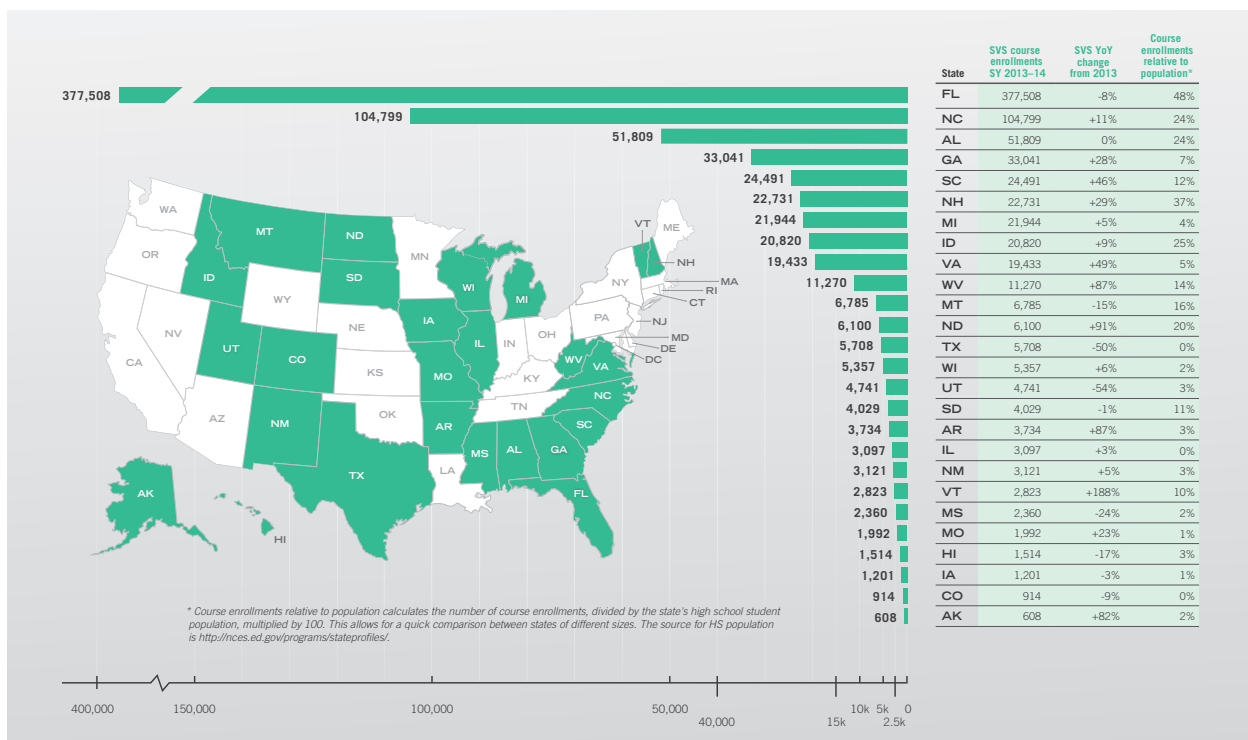 377,508
104,799
51,809
33,041
24,491
22,731
21,944
20,820
19,433
11,270
6,785
6,100
5,708
5,357
4,741
4,029
3,734
3,097
3,121
2,823
2,360
1,992
1,514
1,201
914
608
WA
OR
CA
NV
ID
MT
WY
UT
AZ
CO
NM
ND
SD
NE
KS
OK
TX
MN
IA
MO
AR
LA
WI
IL
MI
IN
OH
KY
TN
MS
AL
GA
FL
SC
NC
VA
WV
PA
NY
VT
ME
NH
MA
RI
CT
NJ
MD
DE
DC
AK
HI
* Course enrollments relative to population calculates the number of course enrollments, divided by the state's high school student
population, multiplied by 100. This allows for a quick comparison between states of different sizes. The source for HS population
is http://nces.ed.gov/programs/stateprofiles/.
400,000 150,000 100,000 50,000 40,000 15k 10k 5k 2.5k 0
State
SVS course
enrollments
SY 2013–14
SVS YoY
change
from 2013
Course
enrollments
relative to
population*
FL 377,508 -8% 48%
NC 104,799 +11% 24%
AL 51,809 0% 24%
GA 33,041 +28% 7%
SC 24,491 +46% 12%
NH 22,731 +29% 37%
MI 21,944 +5% 4%
ID 20,820 +9% 25%
VA 19,433 +49% 5%
WV 11,270 +87% 14%
MT 6,785 -15% 16%
ND 6,100 +91% 20%
TX 5,708 -50% 0%
WI 5,357 +6% 2%
UT 4,741 -54% 3%
SD 4,029 -1% 11%
AR 3,734 +87% 3%
IL 3,097 +3% 0%
NM 3,121 +5% 3%
VT 2,823 +188% 10%
MS 2,360 -24% 2%
MO 1,992 +23% 1%
HI 1,514 -17% 3%
IA 1,201 -3% 1%
CO 914 -9% 0%
AK 608 +82% 2%